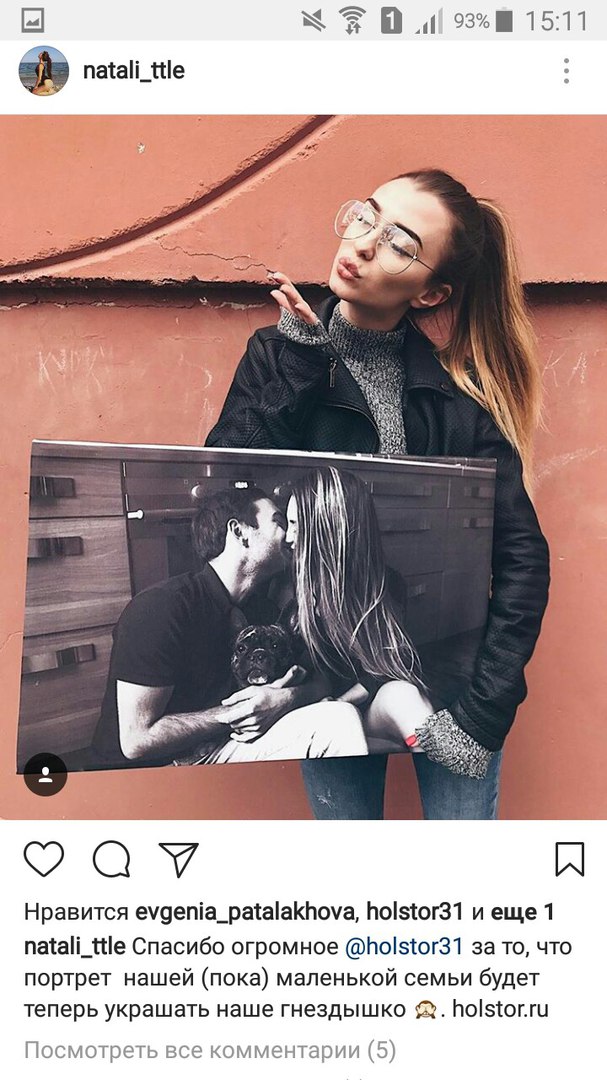 1 93% 15:11
natali_ttle
Нравится evgenia_patalakhova, holstor31 и еще 1
natali_ttle Спасибо огромное @holstor31 за то, что
портрет нашей (пока) маленькой семьи будет
теперь украшать наше гнездышко 🙈. holstor.ru
Посмотреть все комментарии (5)